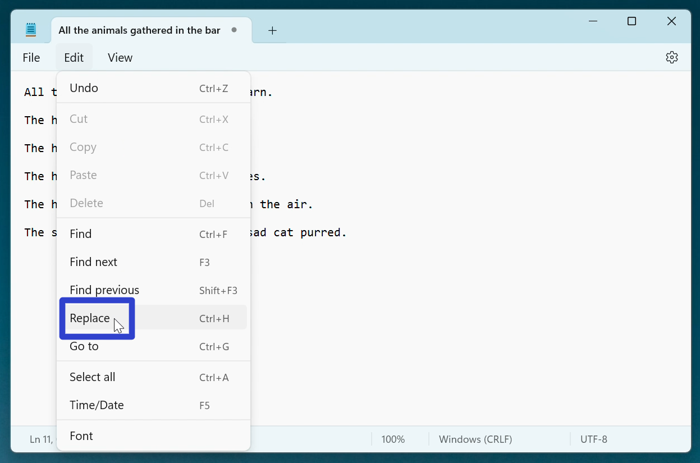 All the animals gathered in the bar
File Edit View
All t arn.
The h
The h
The h es.
The h n the air.
The s sad cat purred.
Undo Ctrl+Z
Cut Ctrl+X
Copy Ctrl+C
Paste Ctrl+V
Delete Del
Find Ctrl+F
Find next F3
Find previous Shift+F3
Replace Ctrl+H
Go to Ctrl+G
Select all Ctrl+A
Time/Date F5
Font
Ln 11, 100% Windows (CRLF) UTF-8